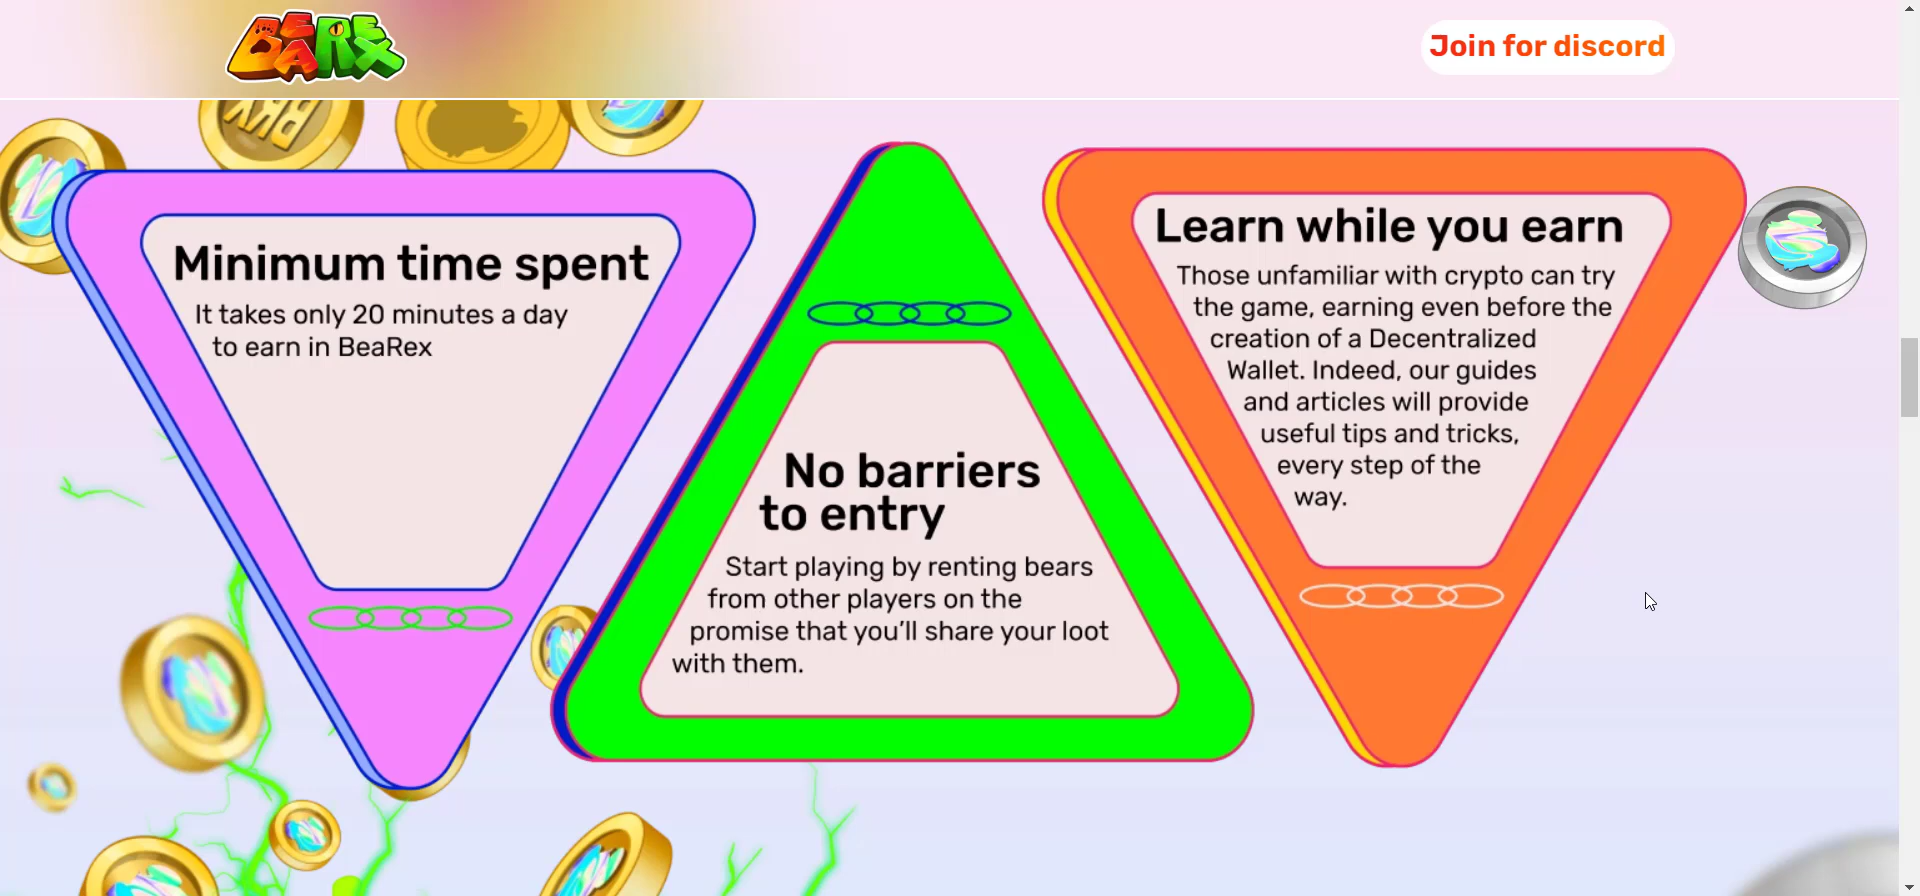 BEAREX
Join for discord
BKV
Minimum time spent
It takes only 20 minutes a day
to earn in BeaRex
No barriers
to entry
Start playing by renting bears
from other players on the
promise that you’ll share your loot
with them.
Learn while you earn
Those unfamiliar with crypto can try
the game, earning even before the
creation of a Decentralized
Wallet. Indeed, our guides
and articles will provide
useful tips and tricks,
every step of the
way.